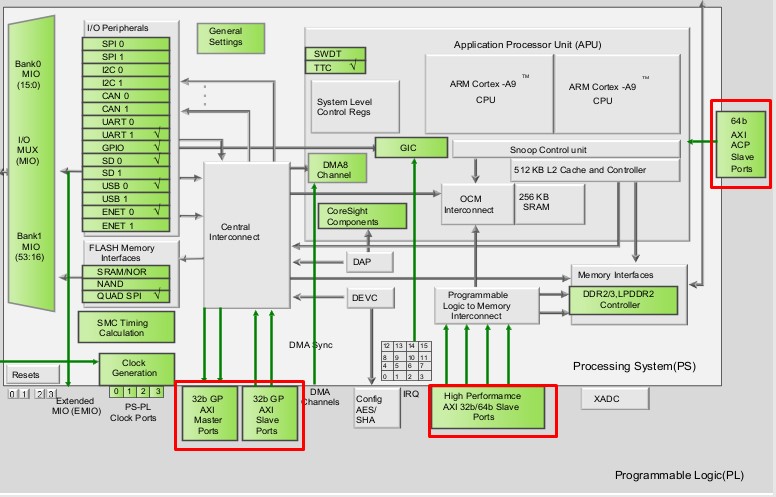 I/O Peripherals
SPI 0
SPI 1
I2C 0
I2C 1
CAN 0
CAN 1
UART 0
UART 1 √
GPIO √
SD 0 √
SD 1
USB 0 √
USB 1
ENET 0 √
ENET 1
Bank0
MIO
(15:0)
I/O
MUX
(MIO)
Bank1
MIO
(53:16)
FLASH Memory
Interfaces
SRAM/NOR
NAND
QUAD SPI √
SMC Timing
Calculation
Clock
Generation
Resets
0 1 2 3
Extended
MIO (EMIO)
0 1 2 3
PS-PL
Clock Ports
General
Settings
Central
Interconnect
32b GP
AXI
Master
Ports
32b GP
AXI
Slave
Ports
DMA Sync
DMA
Channels
Application Processor Unit (APU)
SWDT
TTC √
System Level
Control Regs
ARM Cortex -A9 ™
CPU
ARM Cortex -A9 ™
CPU
GIC
Snoop Control unit
512 KB L2 Cache and Controller
DMA8
Channel
OCM
Interconnect
256 KB
SRAM
CoreSight
Components
DAP
DEVC
Programmable
Logic to Memory
Interconnect
Memory Interfaces
DDR2/3,LPDDR2
Controller
12 13 14 15
8 9 10 11
4 5 6 7
0 1 2 3
IRQ
Config
AES/
SHA
High Performamce
AXI 32b/64b Slave
Ports
XADC
64b
AXI
ACP
Slave
Ports
Processing System(PS)
Programmable Logic(PL)